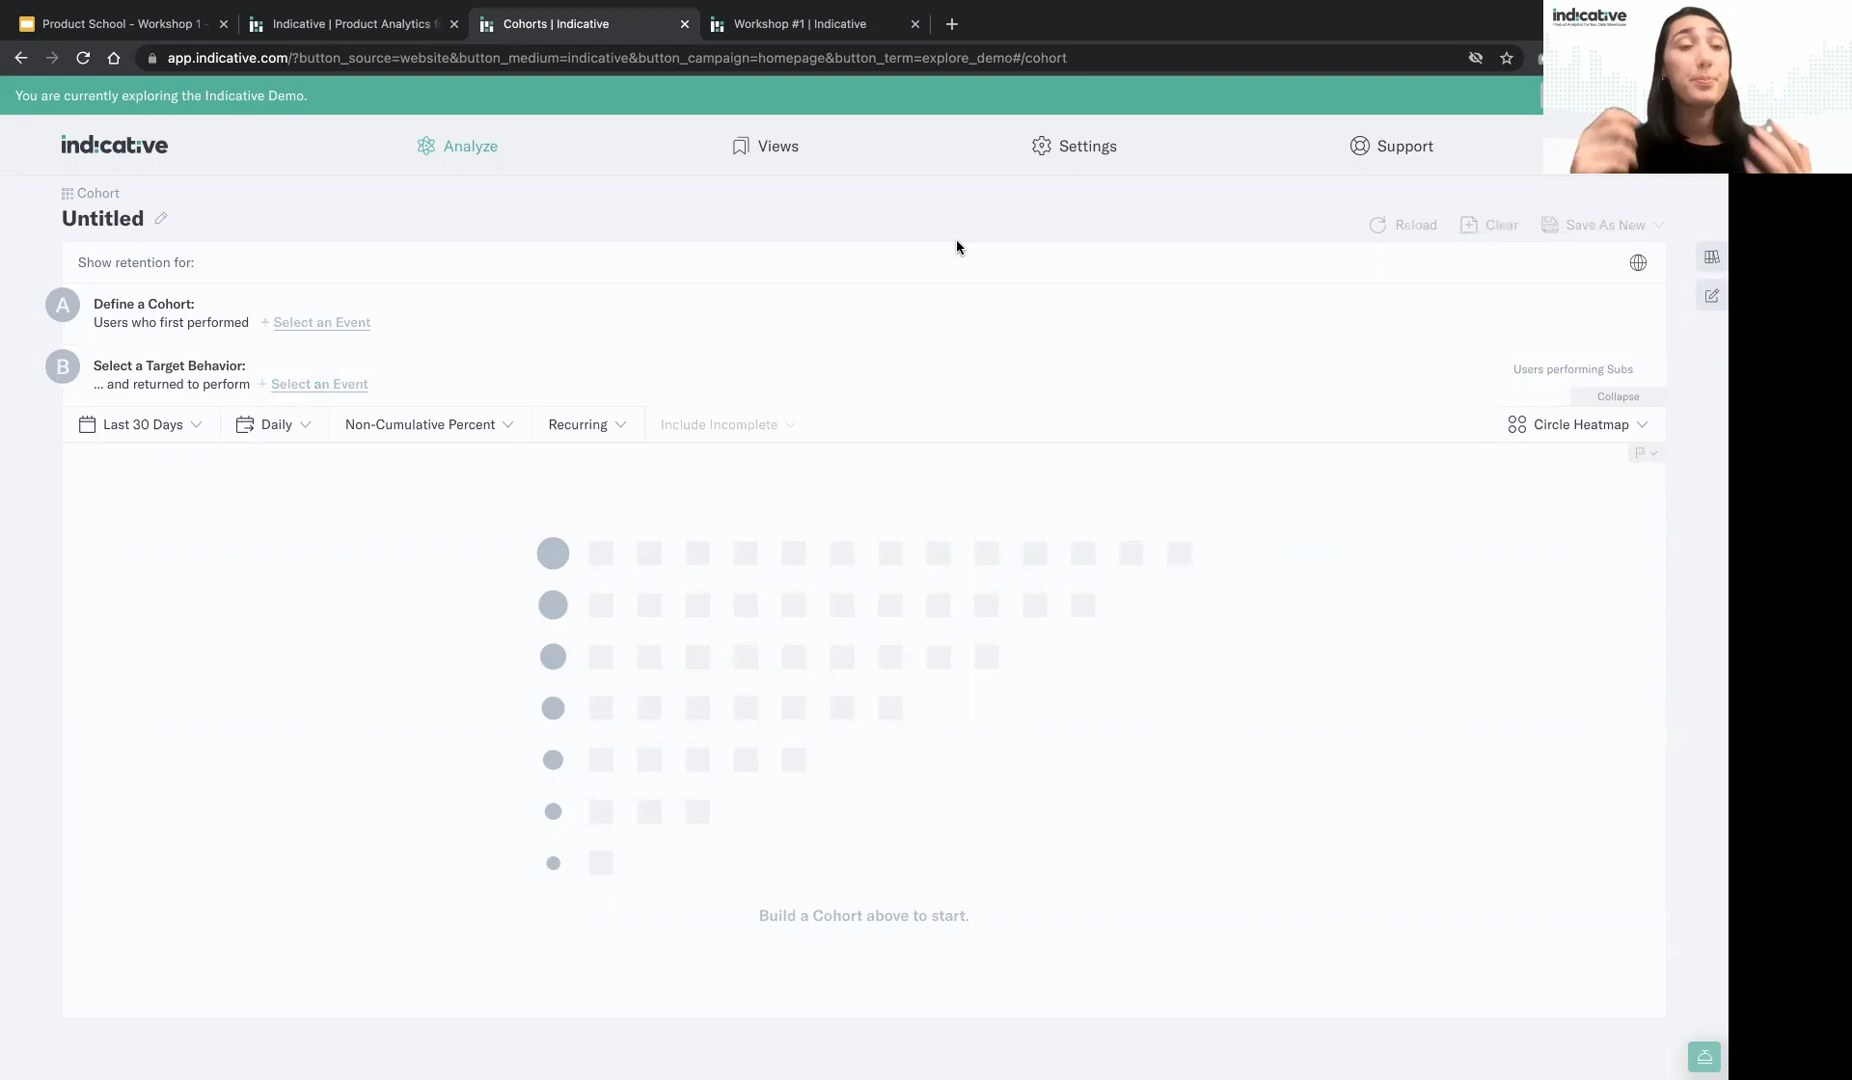 Product School - Workshop 1 -
Indicative | Product Analytics f
Cohorts | Indicative
Workshop #1 | Indicative
app.indicative.com/?button_source=website&button_medium=indicative&button_campaign=homepage&button_term=explore_demo#/cohort
indicative
You are currently exploring the Indicative Demo.
indicative
Analyze
Views
Settings
Support
Cohort
Untitled
Reload
Clear
Save As New
Show retention for:
A
Define a Cohort:
Users who first performed + Select an Event
B
Select a Target Behavior:
... and returned to perform + Select an Event
Users performing Subs
Collapse
Last 30 Days
Daily
Non-Cumulative Percent
Recurring
Include Incomplete
Circle Heatmap
Build a Cohort above to start.